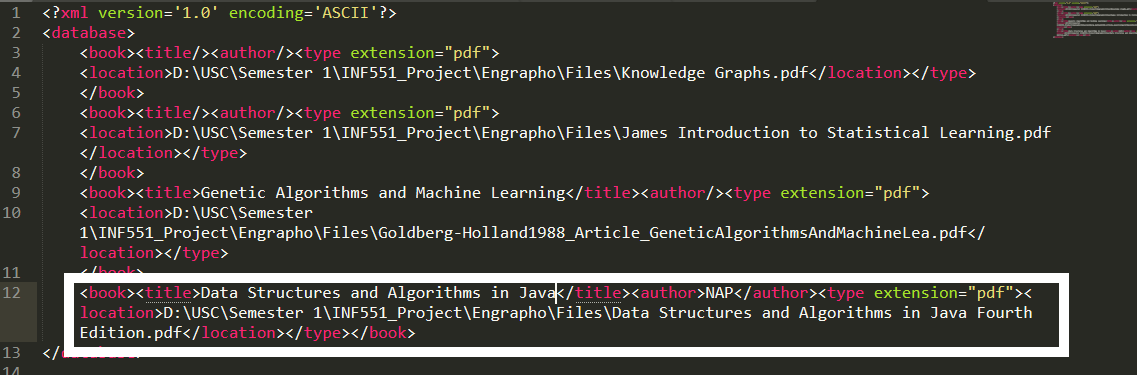 1 <?xml version='1.0' encoding='ASCII'?>
2 <database>
3 <book><title/><author/><type extension="pdf">
4 <location>D:\USC\Semester 1\INF551_Project\Engrapho\Files\Knowledge Graphs.pdf</location></type>
5 </book>
6 <book><title/><author/><type extension="pdf">
7 <location>D:\USC\Semester 1\INF551_Project\Engrapho\Files\James Introduction to Statistical Learning.pdf
</location></type>
8 </book>
9 <book><title>Genetic Algorithms and Machine Learning</title><author/><type extension="pdf">
10 <location>D:\USC\Semester
1\INF551_Project\Engrapho\Files\Goldberg-Holland1988_Article_GeneticAlgorithmsAndMachineLea.pdf</
location></type>
11 </book>
12 <book><title>Data Structures and Algorithms in Java</title><author>NAP</author><type extension="pdf"><
location>D:\USC\Semester 1\INF551_Project\Engrapho\Files\Data Structures and Algorithms in Java Fourth
Edition.pdf</location></type></book>
13 </database>
14